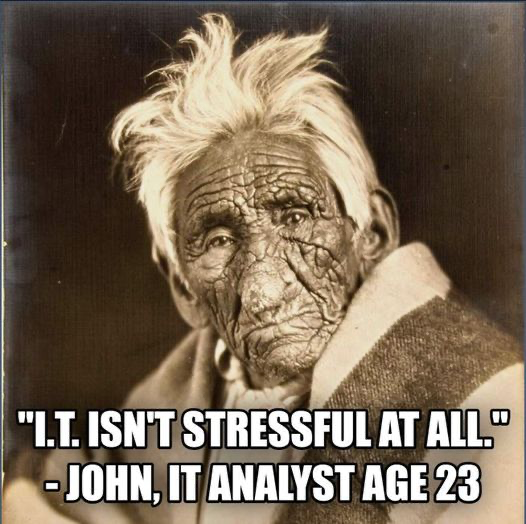 "I.T. ISN'T STRESSFUL AT ALL."
- JOHN, IT ANALYST AGE 23